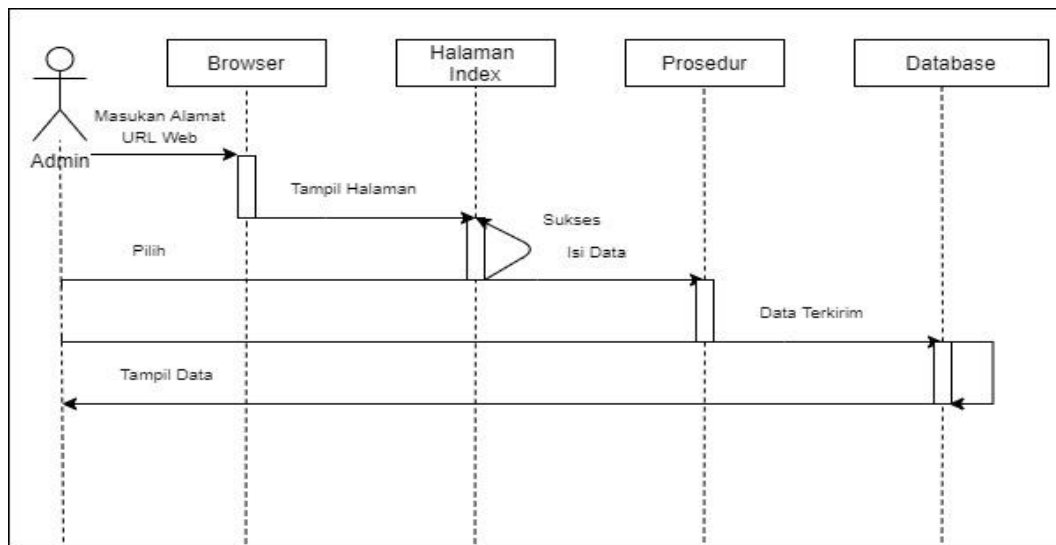 Browser
Halaman
Index
Prosedur
Database
Masukan Alamat
URL Web
Admin
Tampil Halaman
Sukses
Pilih
Isi Data
Data Terkirim
Tampil Data